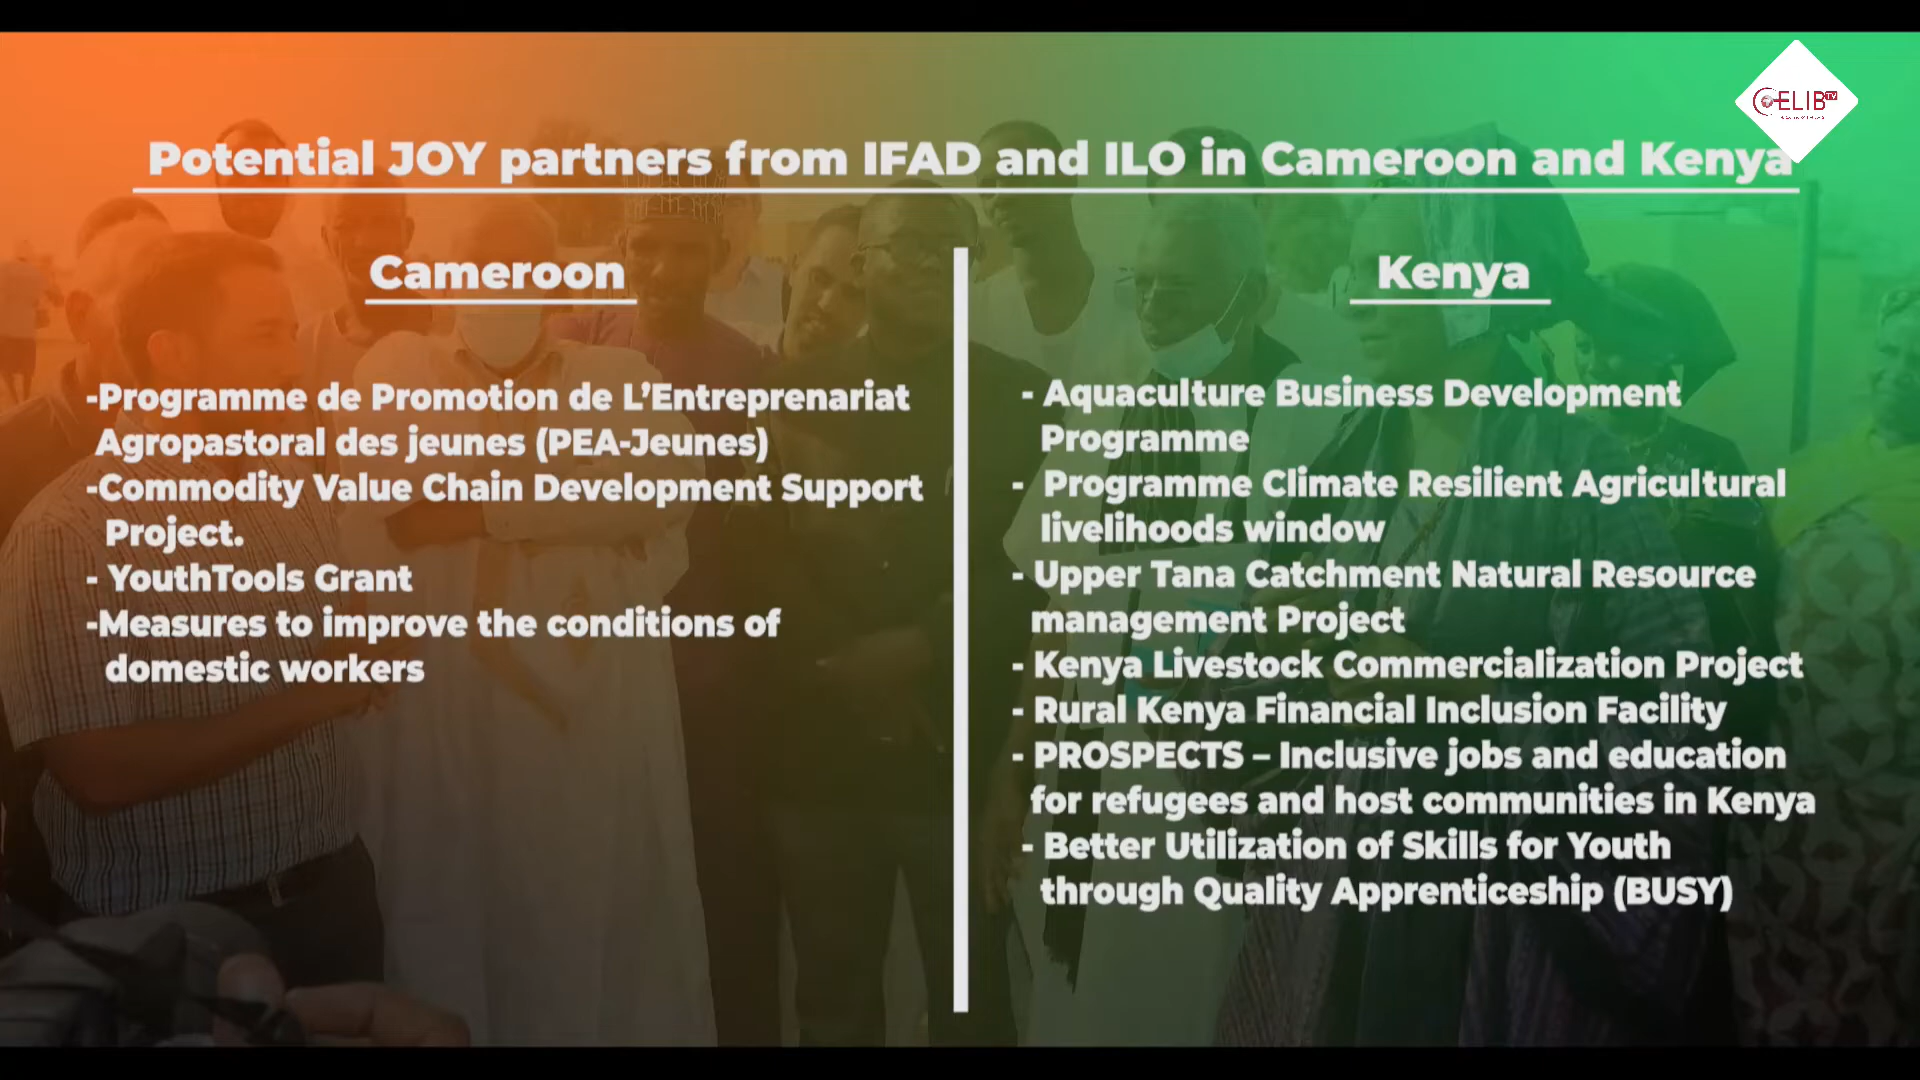 CELIB TV
Potential JOY partners from IFAD and ILO in Cameroon and Kenya
Cameroon
-Programme de Promotion de L’Entreprenariat
Agropastoral des jeunes (PEA-Jeunes)
-Commodity Value Chain Development Support
Project.
- YouthTools Grant
-Measures to improve the conditions of
domestic workers
Kenya
- Aquaculture Business Development
Programme
- Programme Climate Resilient Agricultural
livelihoods window
- Upper Tana Catchment Natural Resource
management Project
- Kenya Livestock Commercialization Project
- Rural Kenya Financial Inclusion Facility
- PROSPECTS – Inclusive jobs and education
for refugees and host communities in Kenya
- Better Utilization of Skills for Youth
through Quality Apprenticeship (BUSY)